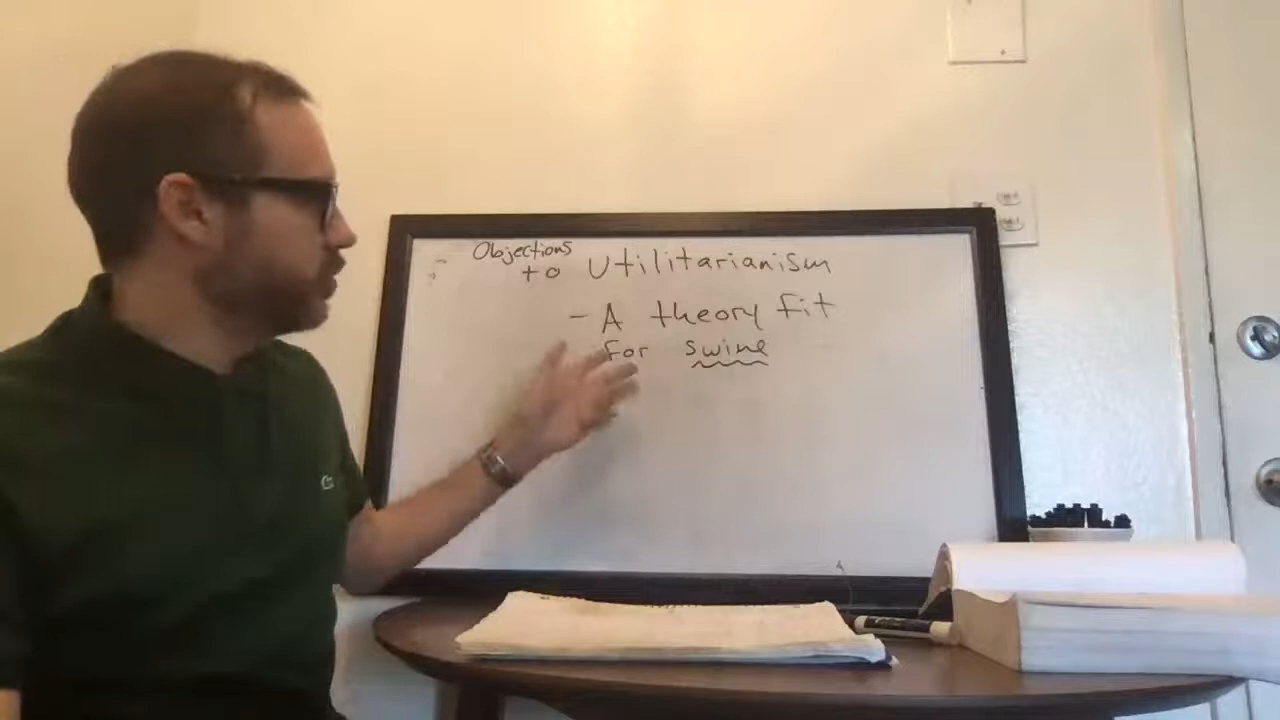 Objections
to Utilitarianism
- A theory fit
for swine